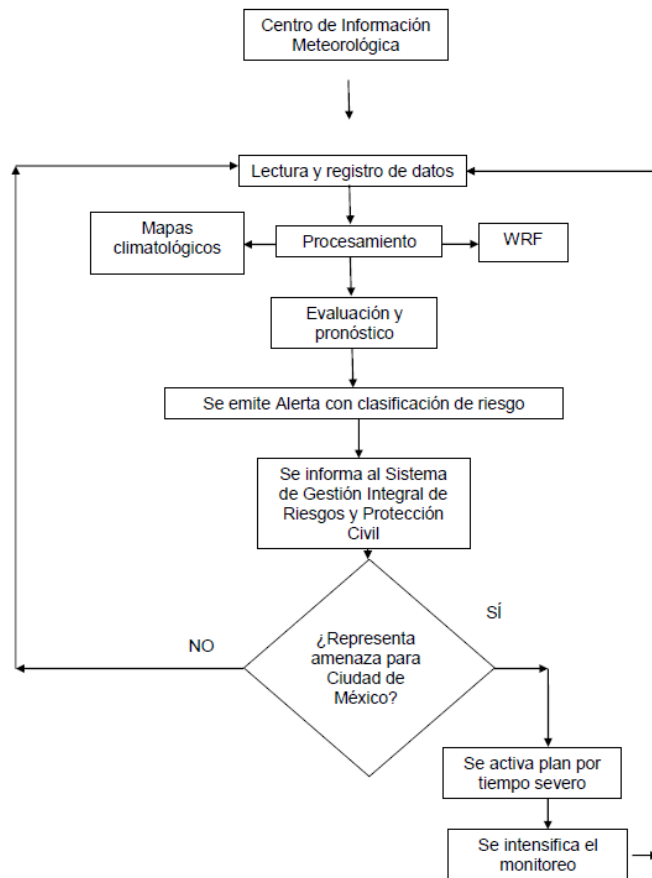 Centro de Información
Meteorológica
Lectura y registro de datos
Mapas
climatológicos
Procesamiento
WRF
Evaluación y
pronóstico
Se emite Alerta con clasificación de riesgo
Se informa al Sistema
de Gestión Integral de
Riesgos y Protección
Civil
¿Representa
amenaza para
Ciudad de
México?
NO
SÍ
Se activa plan por
tiempo severo
Se intensifica el
monitoreo